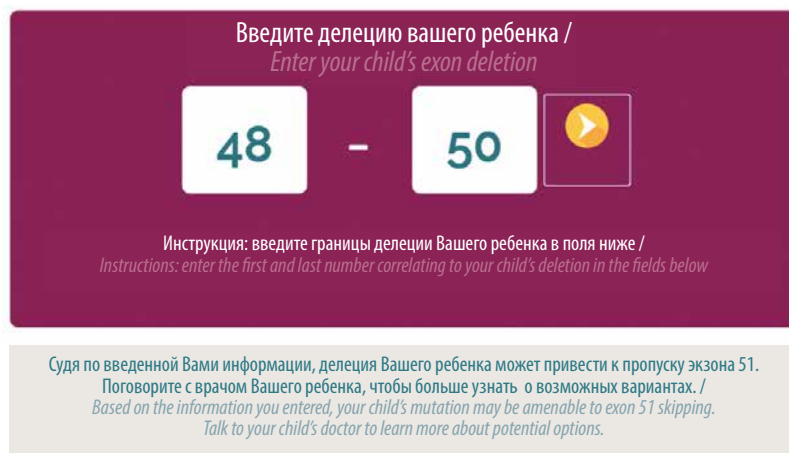 Введите делецию вашего ребенка /
Enter your child's exon deletion
48 - 50
Инструкция: введите границы делеции Вашего ребенка в поля ниже /
Instructions: enter the first and last number correlating to your child's deletion in the fields below
Судя по введенной Вами информации, делеция Вашего ребенка может привести к пропуску экзона 51.
Поговорите с врачом Вашего ребенка, чтобы больше узнать о возможных вариантах. /
Based on the information you entered, your child's mutation may be amenable to exon 51 skipping.
Talk to your child's doctor to learn more about potential options.